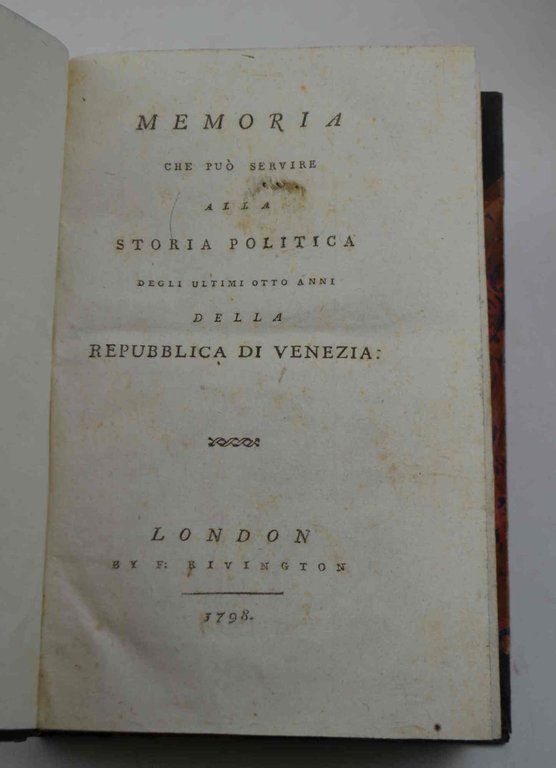 MEMORIA
CHE PUÒ SERVIRE
ALLA
STORIA POLITICA
DEGLI ULTIMI OTTO ANNI
DELLA
REPUBBLICA DI VENEZIA:
LONDON
BY F: RIVINGTON
1798.